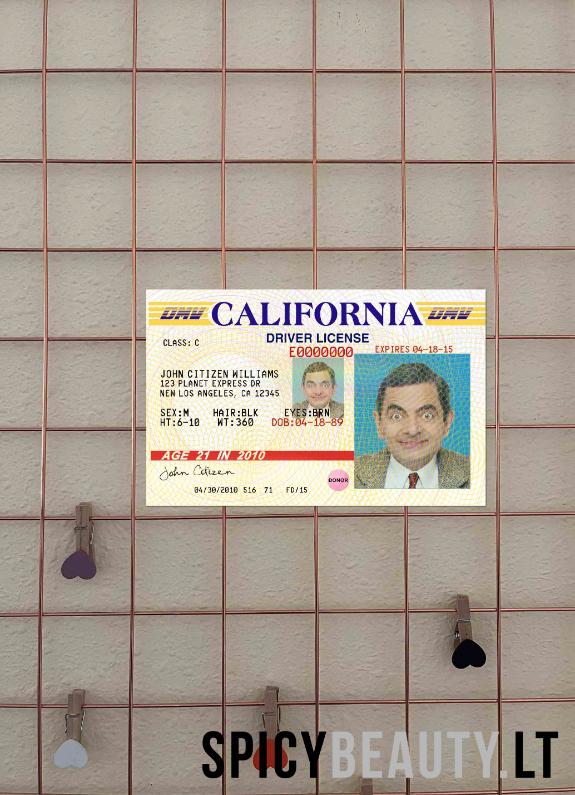 DMV CALIFORNIA DMV
DRIVER LICENSE
CLASS: C
E0000000
EXPIRES 04-18-15
JOHN CITIZEN WILLIAMS
123 PLANET EXPRESS DR
NEW LOS ANGELES, CA 12345
SEX:M HAIR:BLK EYES:BRN
HT:6-10 WT:360 DOB:04-18-89
AGE 21 IN 2010
John Citizen
DONOR
04/30/2010 516 71 FD/15
SPICYBEAUTY.LT